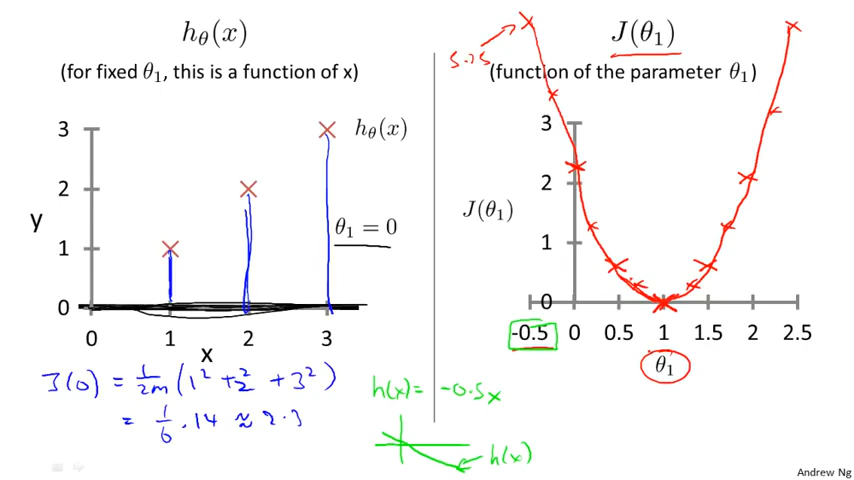 hθ(x)
(for fixed θ₁, this is a function of x)
3
2
1
0
y
0 1 2 3
x
hθ(x)
θ₁ = 0
J(0) = 1/2m (1² + 2² + 3²)
= 1/6 · 14 ≈ 2.3
h(x) = -0.5x
h(x)
J(θ₁)
5.25
(function of the parameter θ₁)
3
2
1
0
J(θ₁)
-0.5 0 0.5 1 1.5 2 2.5
θ₁
Andrew Ng